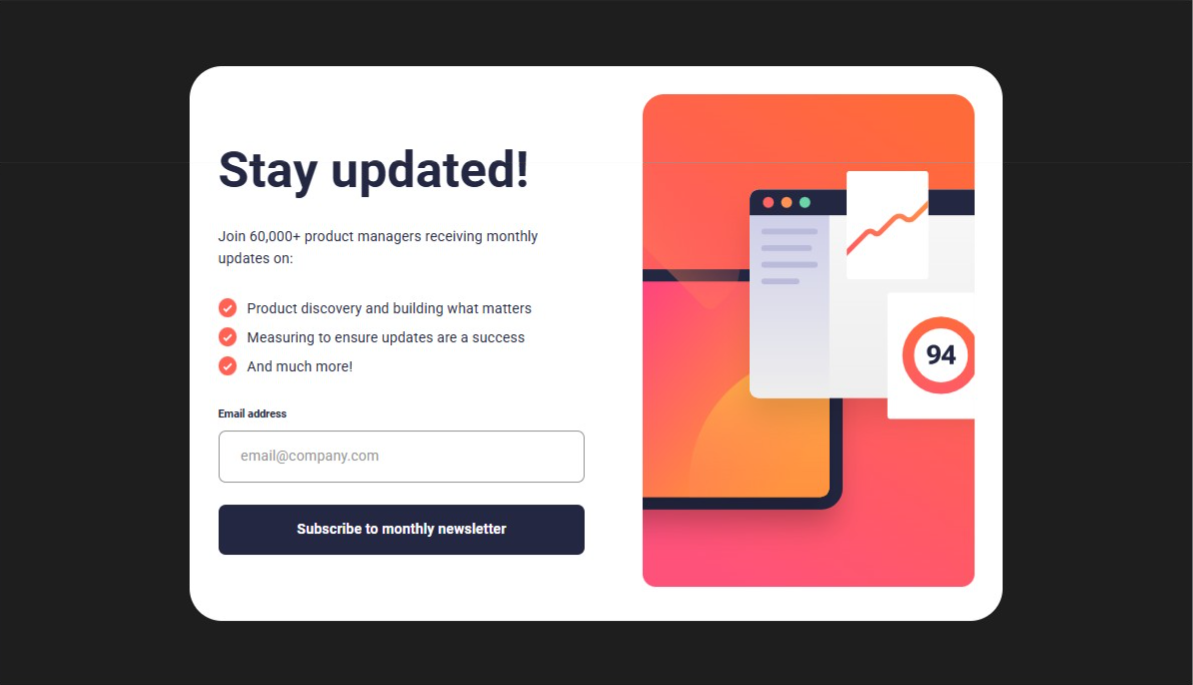 Stay updated!
Join 60,000+ product managers receiving monthly
updates on:
Product discovery and building what matters
Measuring to ensure updates are a success
And much more!
Email address
email@company.com
Subscribe to monthly newsletter
94